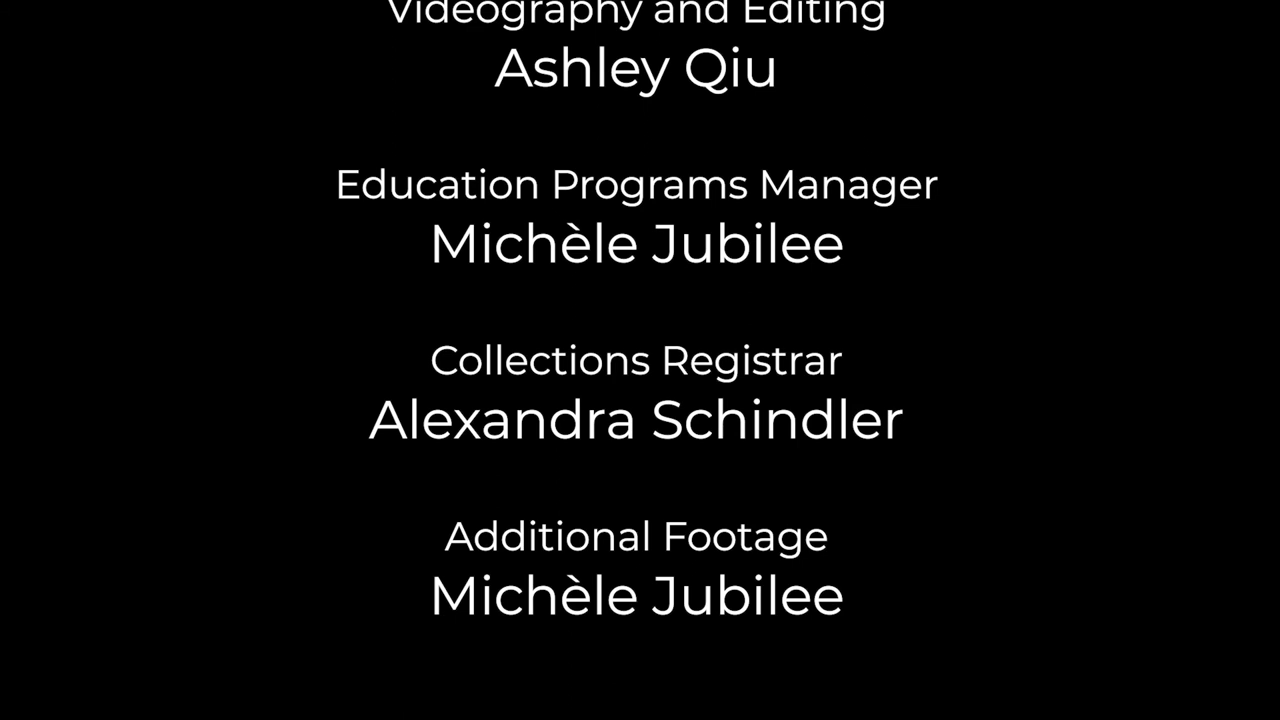 Videography and Editing
Ashley Qiu
Education Programs Manager
Michèle Jubilee
Collections Registrar
Alexandra Schindler
Additional Footage
Michèle Jubilee